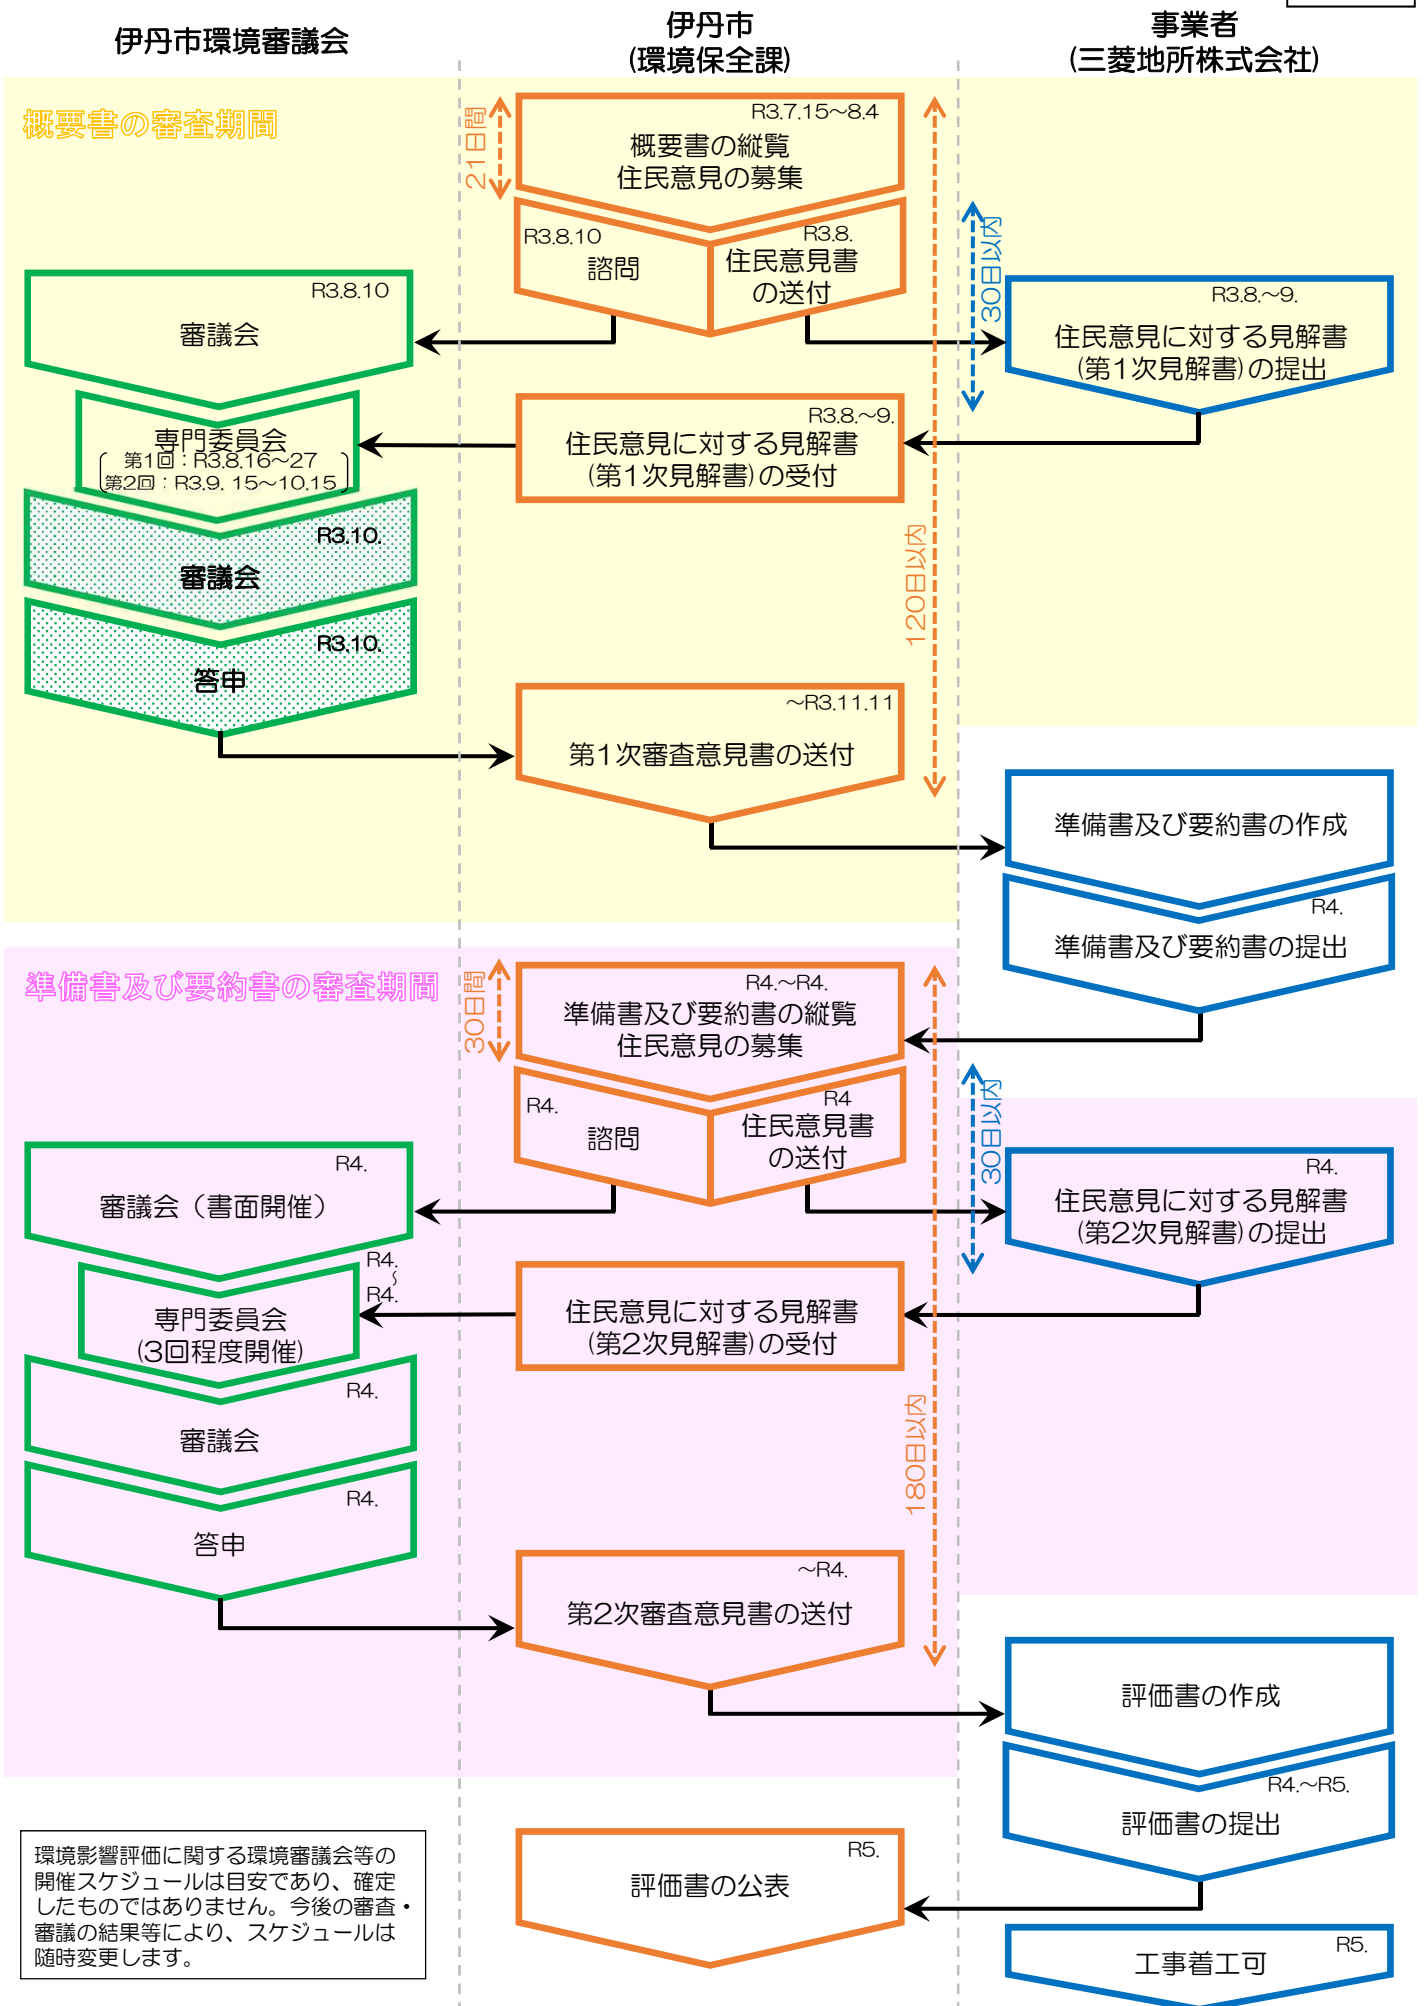 伊丹市環境審議会
伊丹市
(環境保全課)
事業者
(三菱地所株式会社)
概要書の審査期間
21日間
R3.7.15～8.4
概要書の縦覧
住民意見の募集
R3.8.10
諮問
R3.8.
住民意見書
の送付
30日以内
R3.8.10
審議会
R3.8.～9.
住民意見に対する見解書
(第1次見解書)の提出
専門委員会
第1回：R3.8.16～27
第2回：R3.9. 15～10.15
R3.8.～9.
住民意見に対する見解書
(第1次見解書)の受付
120日以内
R3.10.
審議会
R3.10.
答申
～R3.11.11
第1次審査意見書の送付
準備書及び要約書の作成
R4.
準備書及び要約書の提出
準備書及び要約書の審査期間
30日間
R4.～R4.
準備書及び要約書の縦覧
住民意見の募集
R4.
諮問
R4
住民意見書
の送付
30日以内
R4.
審議会（書面開催）
R4.
住民意見に対する見解書
(第2次見解書)の提出
R4.
～
R4.
専門委員会
(3回程度開催)
住民意見に対する見解書
(第2次見解書)の受付
180日以内
R4.
審議会
R4.
答申
～R4.
第2次審査意見書の送付
評価書の作成
R4.～R5.
評価書の提出
R5.
評価書の公表
R5.
工事着工可
環境影響評価に関する環境審議会等の
開催スケジュールは目安であり、確定
したものではありません。今後の審査・
審議の結果等により、スケジュールは
随時変更します。